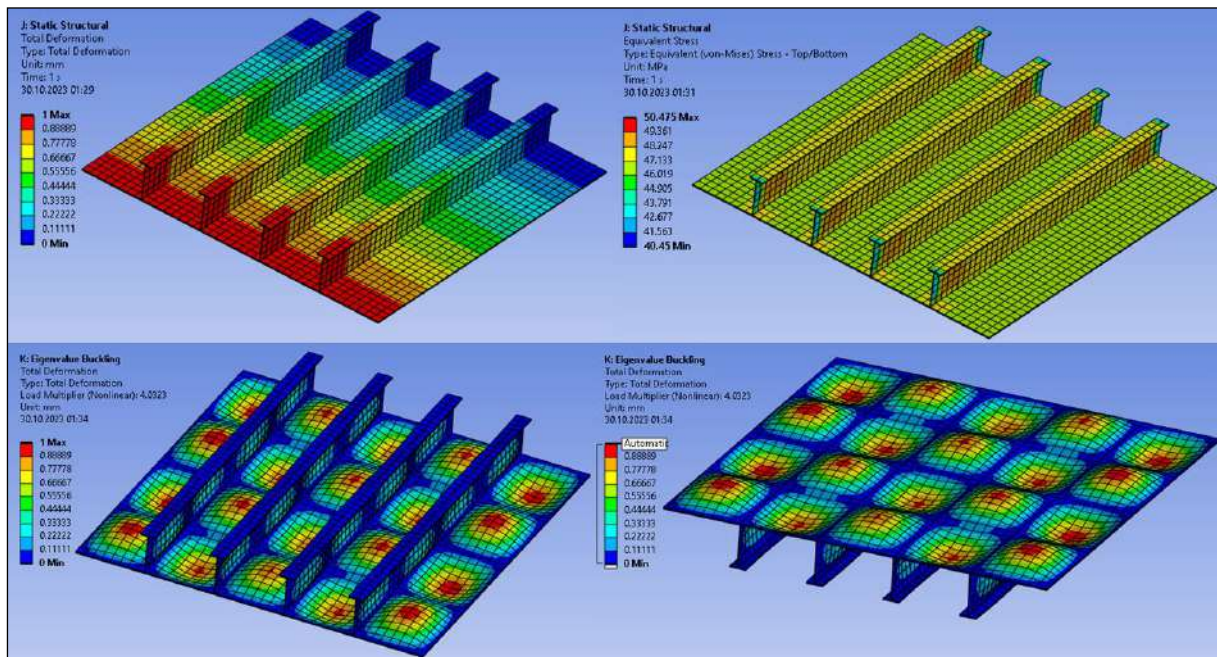 J: Static Structural
Total Deformation
Type: Total Deformation
Unit: mm
Time: 1 s
30.10.2023 01:29
1 Max
0.88889
0.77778
0.66667
0.55556
0.44444
0.33333
0.22222
0.11111
0 Min
J: Static Structural
Equivalent Stress
Type: Equivalent (von-Mises) Stress - Top/Bottom
Unit: MPa
Time: 1 s
30.10.2023 01:31
50.475 Max
49.361
48.247
47.133
46.019
44.905
43.791
42.677
41.563
40.45 Min
K: Eigenvalue Buckling
Total Deformation
Type: Total Deformation
Load Multiplier (Nonlinear): 4.0323
Unit: mm
30.10.2023 01:34
1 Max
0.88889
0.77778
0.66667
0.55556
0.44444
0.33333
0.22222
0.11111
0 Min
K: Eigenvalue Buckling
Total Deformation
Type: Total Deformation
Load Multiplier (Nonlinear): 4.0323
Unit: mm
30.10.2023 01:34
Automatic
0.88889
0.77778
0.66667
0.55556
0.44444
0.33333
0.22222
0.11111
0 Min